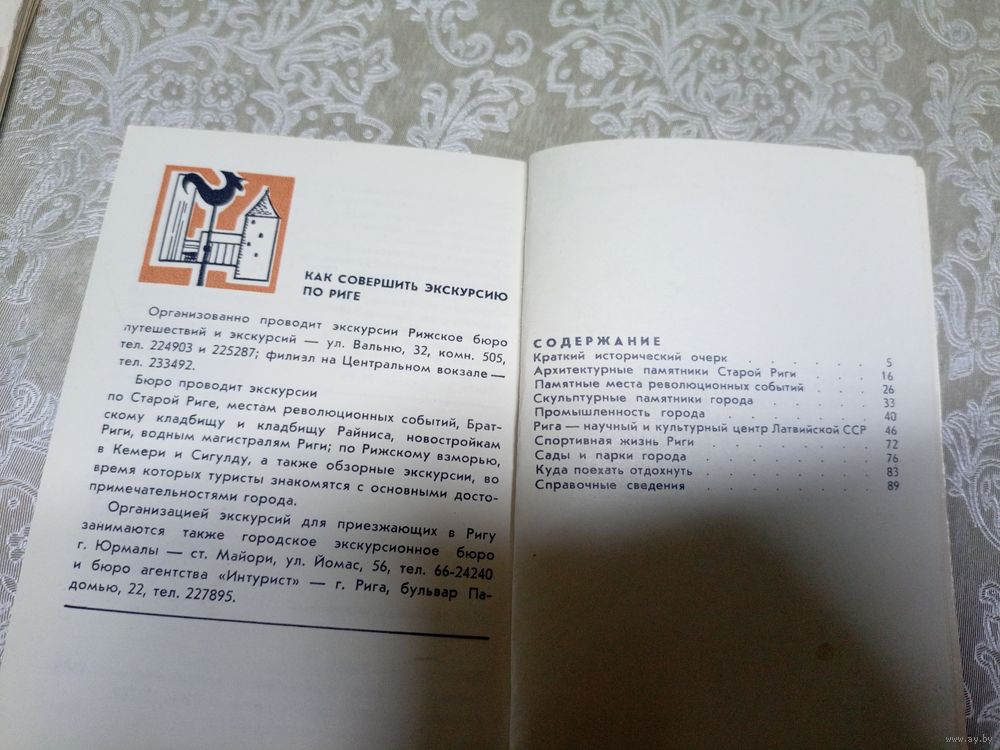 КАК СОВЕРШИТЬ ЭКСКУРСИЮ
ПО РИГЕ
Организованно проводит экскурсии Рижское бюро
путешествий и экскурсий — ул. Вальню, 32, комн. 505,
тел. 224903 и 225287; филиэл на Центральном вокзале —
тел. 233492.
Бюро проводит экскурсии
по Старой Риге, местам революционных событий, Брат-
скому кладбищу и кладбищу Райниса, новостройкам
Риги, водным магистралям Риги; по Рижскому взморью,
в Кемери и Сигулду, а также обзорные экскурсии, во
время которых туристы знакомятся с основными досто-
примечательностями города.
Организацией экскурсий для приезжающих в Ригу
занимаются также городское экскурсионное бюро
г. Юрмалы — ст. Майори, ул. Йомас, 56, тел. 66-24240
и бюро агентства «Интурист» — г. Рига, бульвар Па-
домью, 22, тел. 227895.
СОДЕРЖАНИЕ
Краткий исторический очерк . . . . . . 5
Архитектурные памятники Старой Риги . . . . 16
Памятные места революционных событий . . . . 26
Скульптурные памятники города . . . . . . 33
Промышленность города . . . . . . . 40
Рига — научный и культурный центр Латвийской ССР 46
Спортивная жизнь Риги . . . . . . . 72
Сады и парки города . . . . . . . 76
Куда поехать отдохнуть . . . . . . . 83
Справочные сведения . . . . . . . 89
www.ay.by